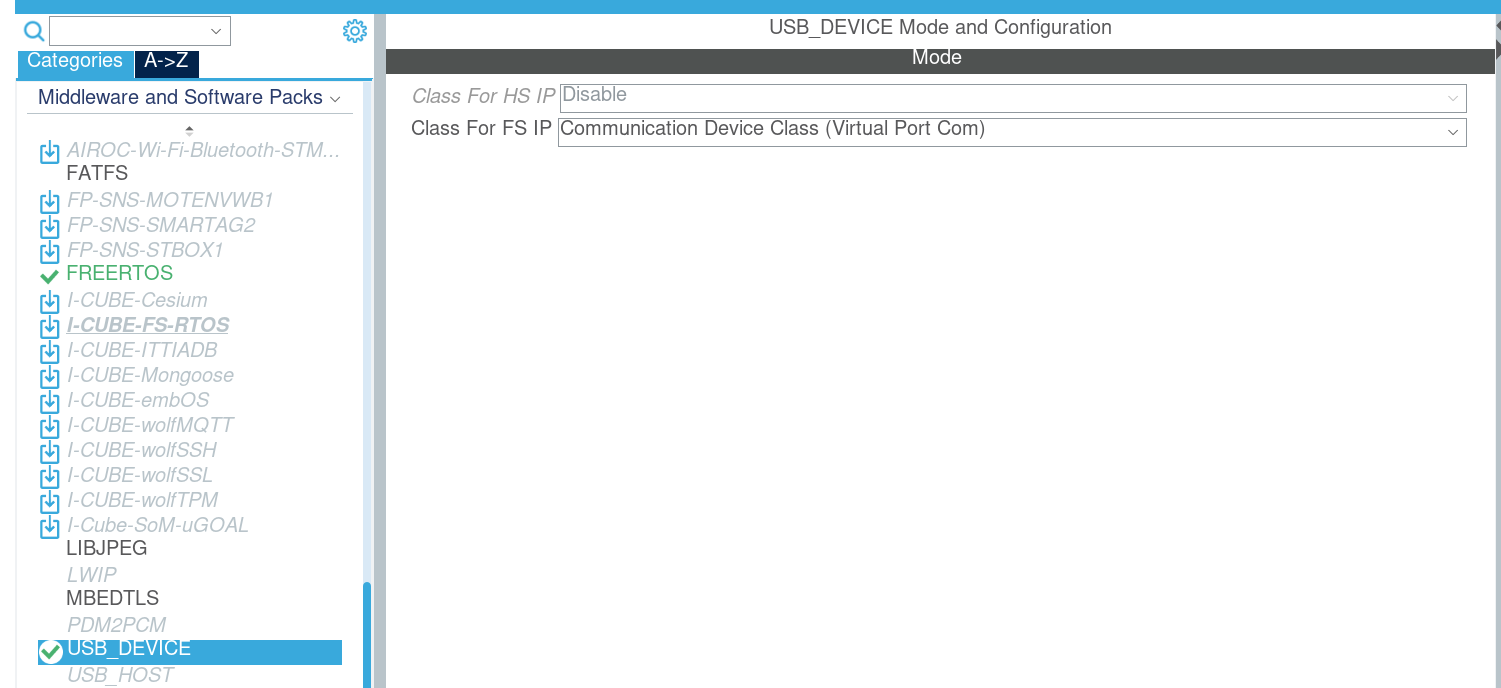 USB_DEVICE Mode and Configuration
Categories A->Z
Mode
Middleware and Software Packs
Class For HS IP Disable
Class For FS IP Communication Device Class (Virtual Port Com)
AIROC-Wi-Fi-Bluetooth-STM...
FATFS
FP-SNS-MOTENVWB1
FP-SNS-SMARTAG2
FP-SNS-STBOX1
FREERTOS
I-CUBE-Cesium
I-CUBE-FS-RTOS
I-CUBE-ITTIADB
I-CUBE-Mongoose
I-CUBE-embOS
I-CUBE-wolfMQTT
I-CUBE-wolfSSH
I-CUBE-wolfSSL
I-CUBE-wolfTPM
I-Cube-SoM-uGOAL
LIBJPEG
LWIP
MBEDTLS
PDM2PCM
USB_DEVICE
USB_HOST